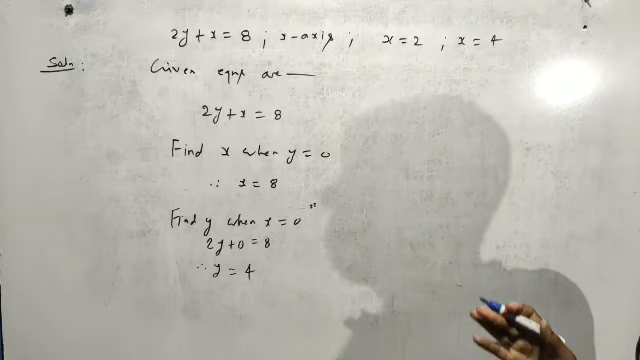 2y + x = 8 ; x-axis ; x = 2 ; x = 4
Soln :
Given eqns are —
2y + x = 8
Find x when y = 0
∴ x = 8
Find y when x = 0
2y + 0 = 8
∴ y = 4